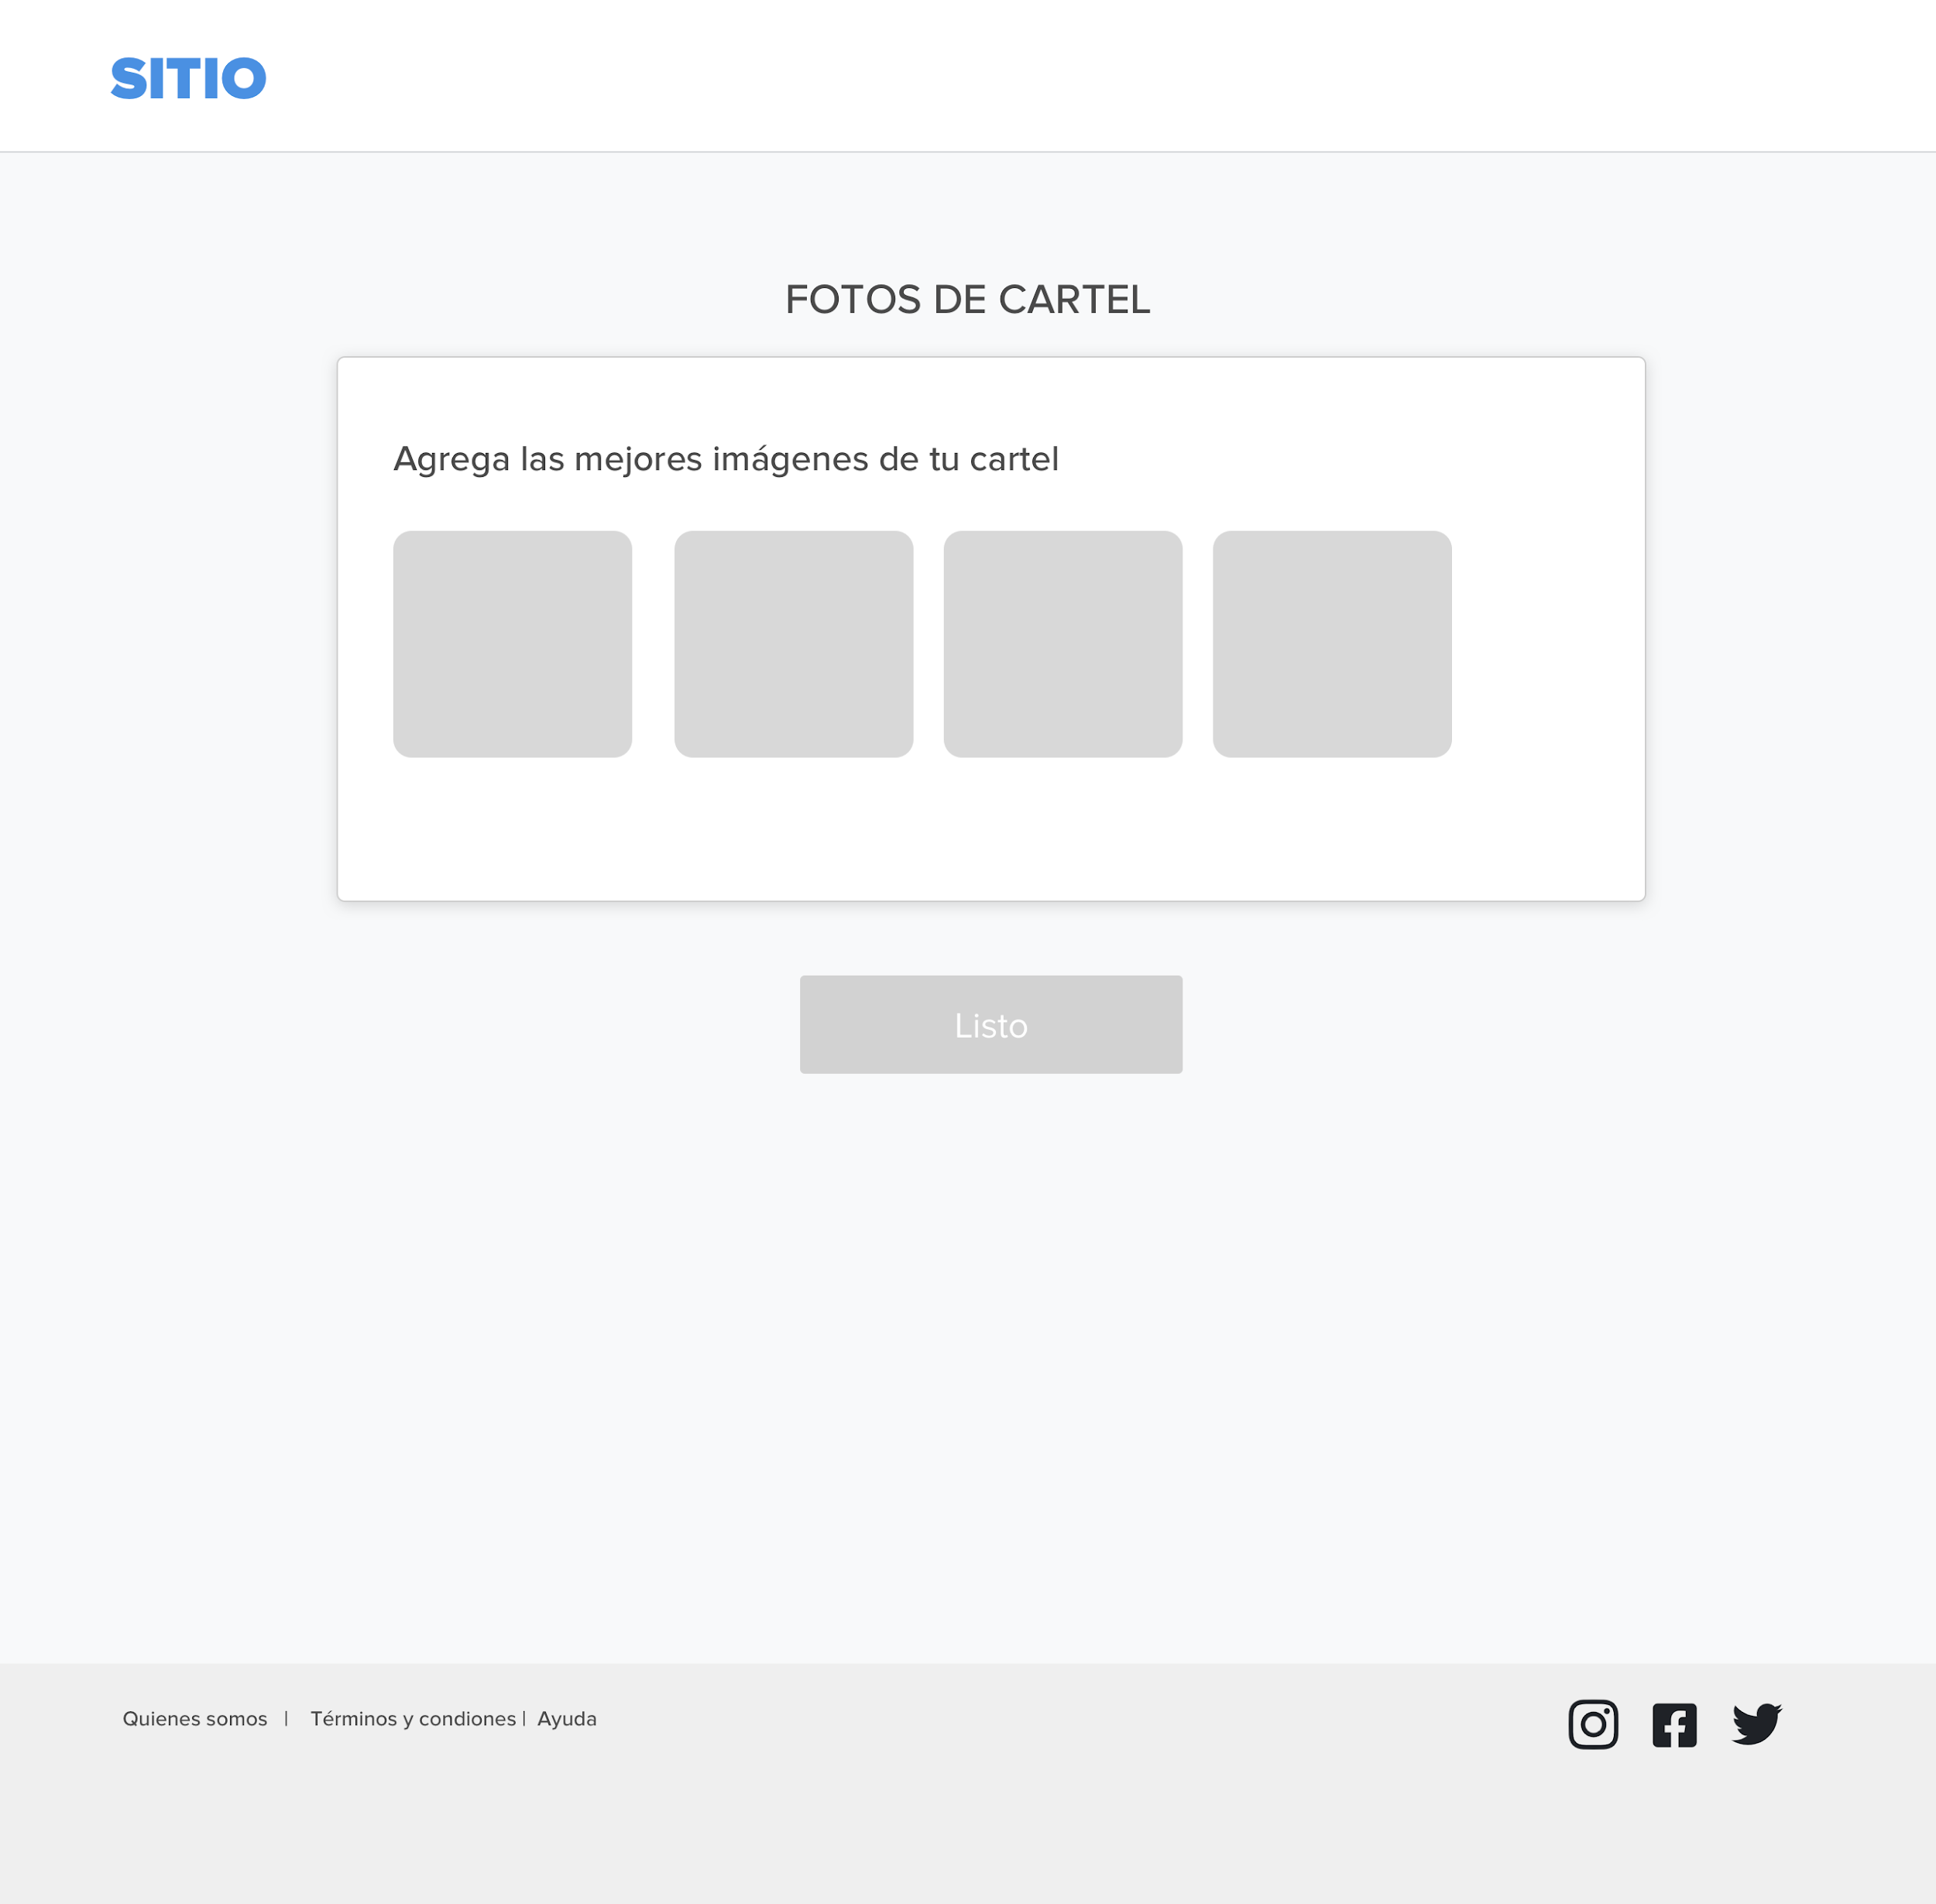 SITIO
FOTOS DE CARTEL
Agrega las mejores imágenes de tu cartel
Listo
Quienes somos | Términos y condiones | Ayuda